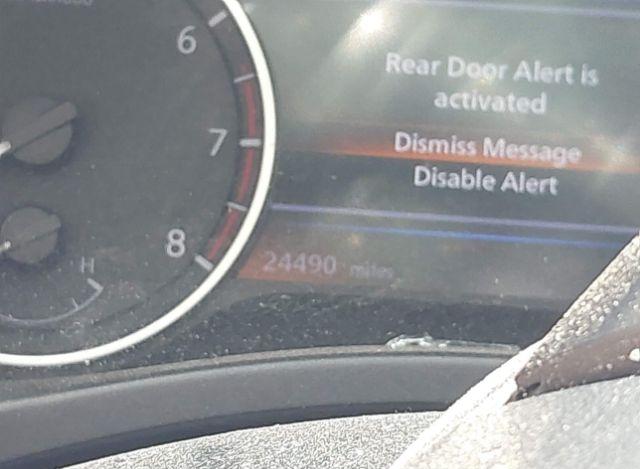 6
7
8
H
Rear Door Alert is
activated
Dismiss Message
Disable Alert
24490 miles